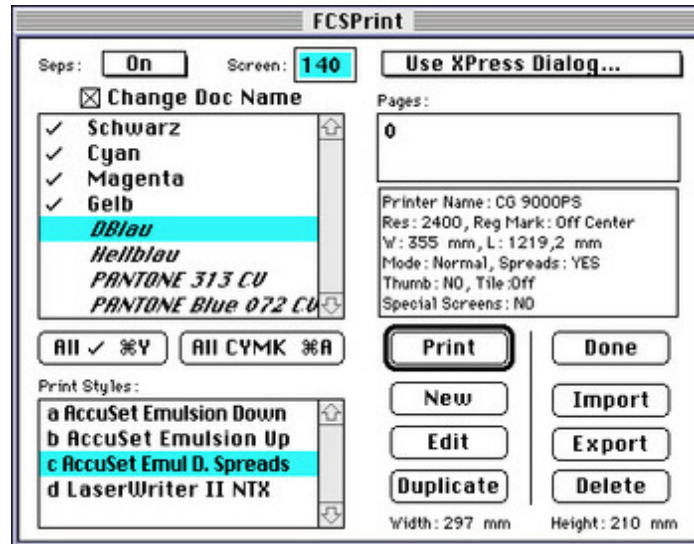 FCSPrint
Seps: On Screen: 140
Change Doc Name
Schwarz
Cyan
Magenta
Gelb
DBlau
Hellblau
PANTONE 313 CV
PANTONE Blue 072 CV
All ✓ ⌘Y
All CYMK ⌘A
Print Styles:
a AccuSet Emulsion Down
b AccuSet Emulsion Up
c AccuSet Emul D. Spreads
d LaserWriter II NTX
Use XPress Dialog...
Pages:
0
Printer Name: CG 9000PS
Res: 2400, Reg Mark: Off Center
W: 355 mm, L: 1219,2 mm
Mode: Normal, Spreads: YES
Thumb: NO, Tile:Off
Special Screens: NO
Print
Done
New
Import
Edit
Export
Duplicate
Delete
Width: 297 mm
Height: 210 mm